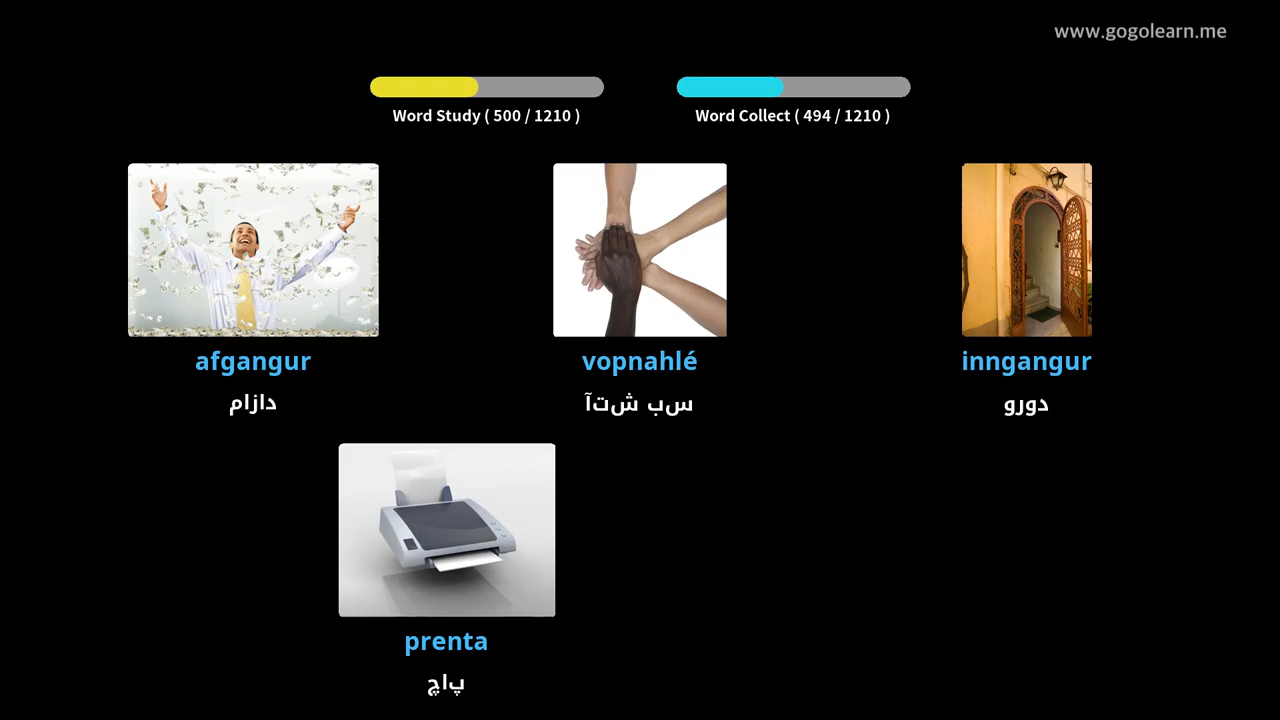 www.gogolearn.me
Word Study ( 500 / 1210 )
Word Collect ( 494 / 1210 )
afgangur
دازام
vopnahlé
سب شتآ
inngangur
دورو
prenta
پاچ